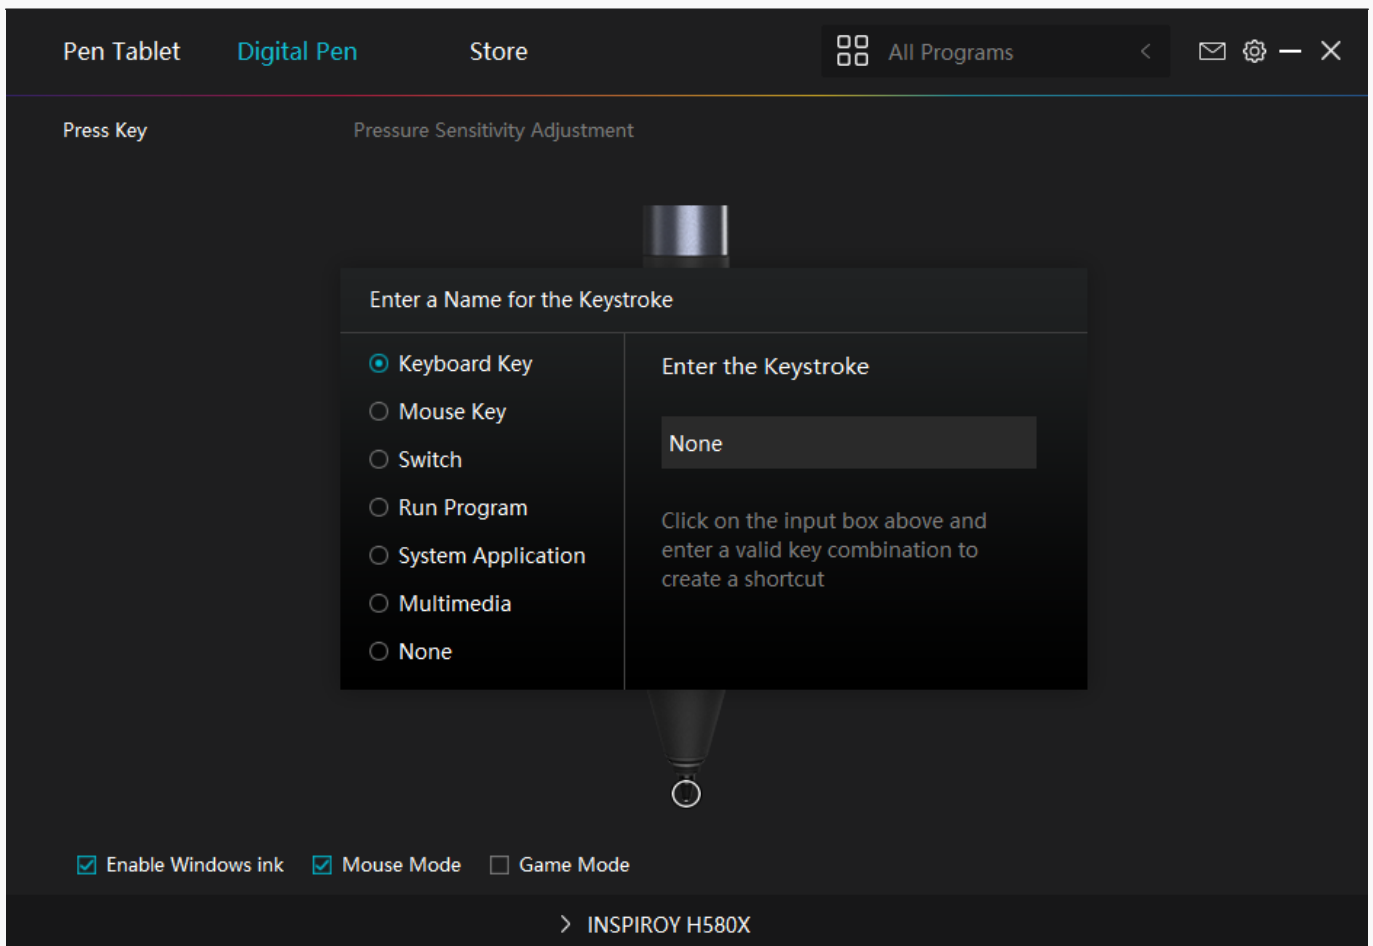 Pen Tablet Digital Pen Store All Programs
Press Key Pressure Sensitivity Adjustment
Enter a Name for the Keystroke
Keyboard Key
Mouse Key
Switch
Run Program
System Application
Multimedia
None
Enter the Keystroke
None
Click on the input box above and
enter a valid key combination to
create a shortcut
Enable Windows ink Mouse Mode Game Mode
INSPIROY H580X